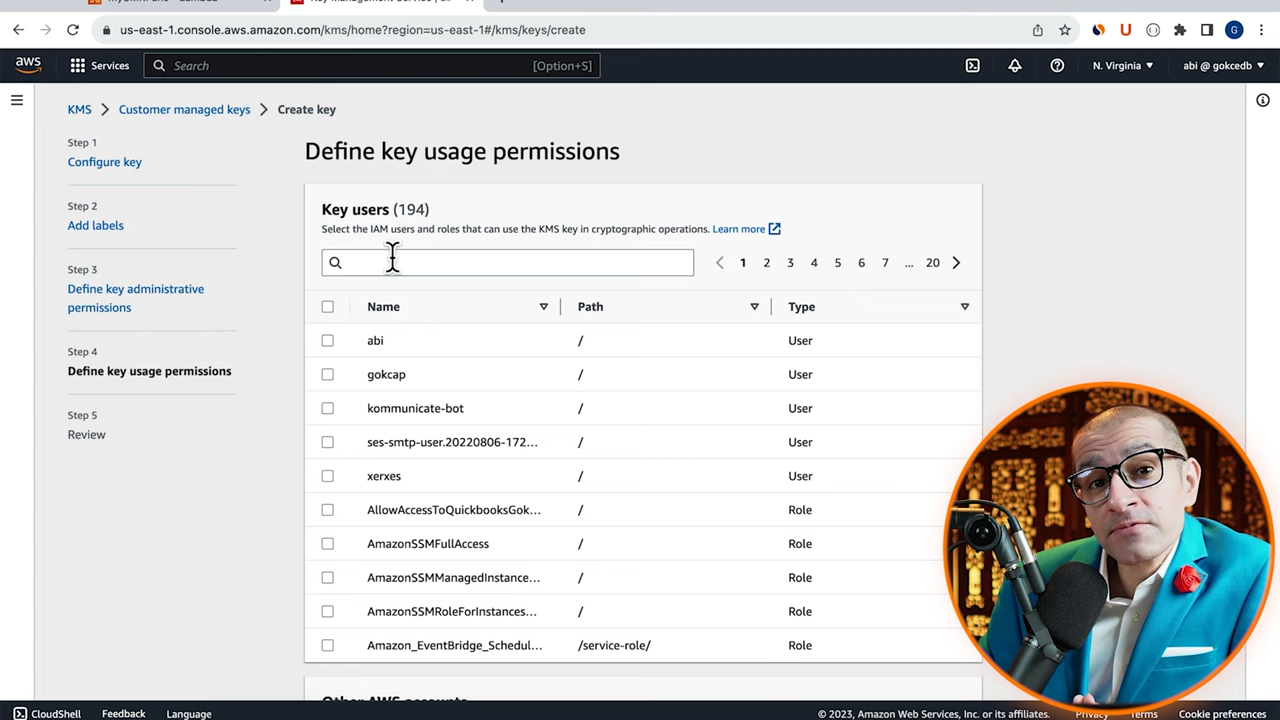 us-east-1.console.aws.amazon.com/kms/home?region=us-east-1#/kms/keys/create
G
aws
Services
Search
[Option+S]
N. Virginia
abi @ gokcedb
KMS
Customer managed keys
Create key
Step 1
Configure key
Step 2
Add labels
Step 3
Define key administrative
permissions
Step 4
Define key usage permissions
Step 5
Review
Define key usage permissions
Key users (194)
Select the IAM users and roles that can use the KMS key in cryptographic operations. Learn more
1 2 3 4 5 6 7 ... 20
Name Path Type
abi / User
gokcap / User
kommunicate-bot / User
ses-smtp-user.20220806-172... / User
xerxes / User
AllowAccessToQuickbooksGok... / Role
AmazonSSMFullAccess / Role
AmazonSSMManagedInstance... / Role
AmazonSSMRoleForInstances... / Role
Amazon_EventBridge_Schedul... /service-role/ Role
Other AWS accounts
CloudShell Feedback Language © 2023, Amazon Web Services, Inc. or its affiliates. Privacy Terms Cookie preferences